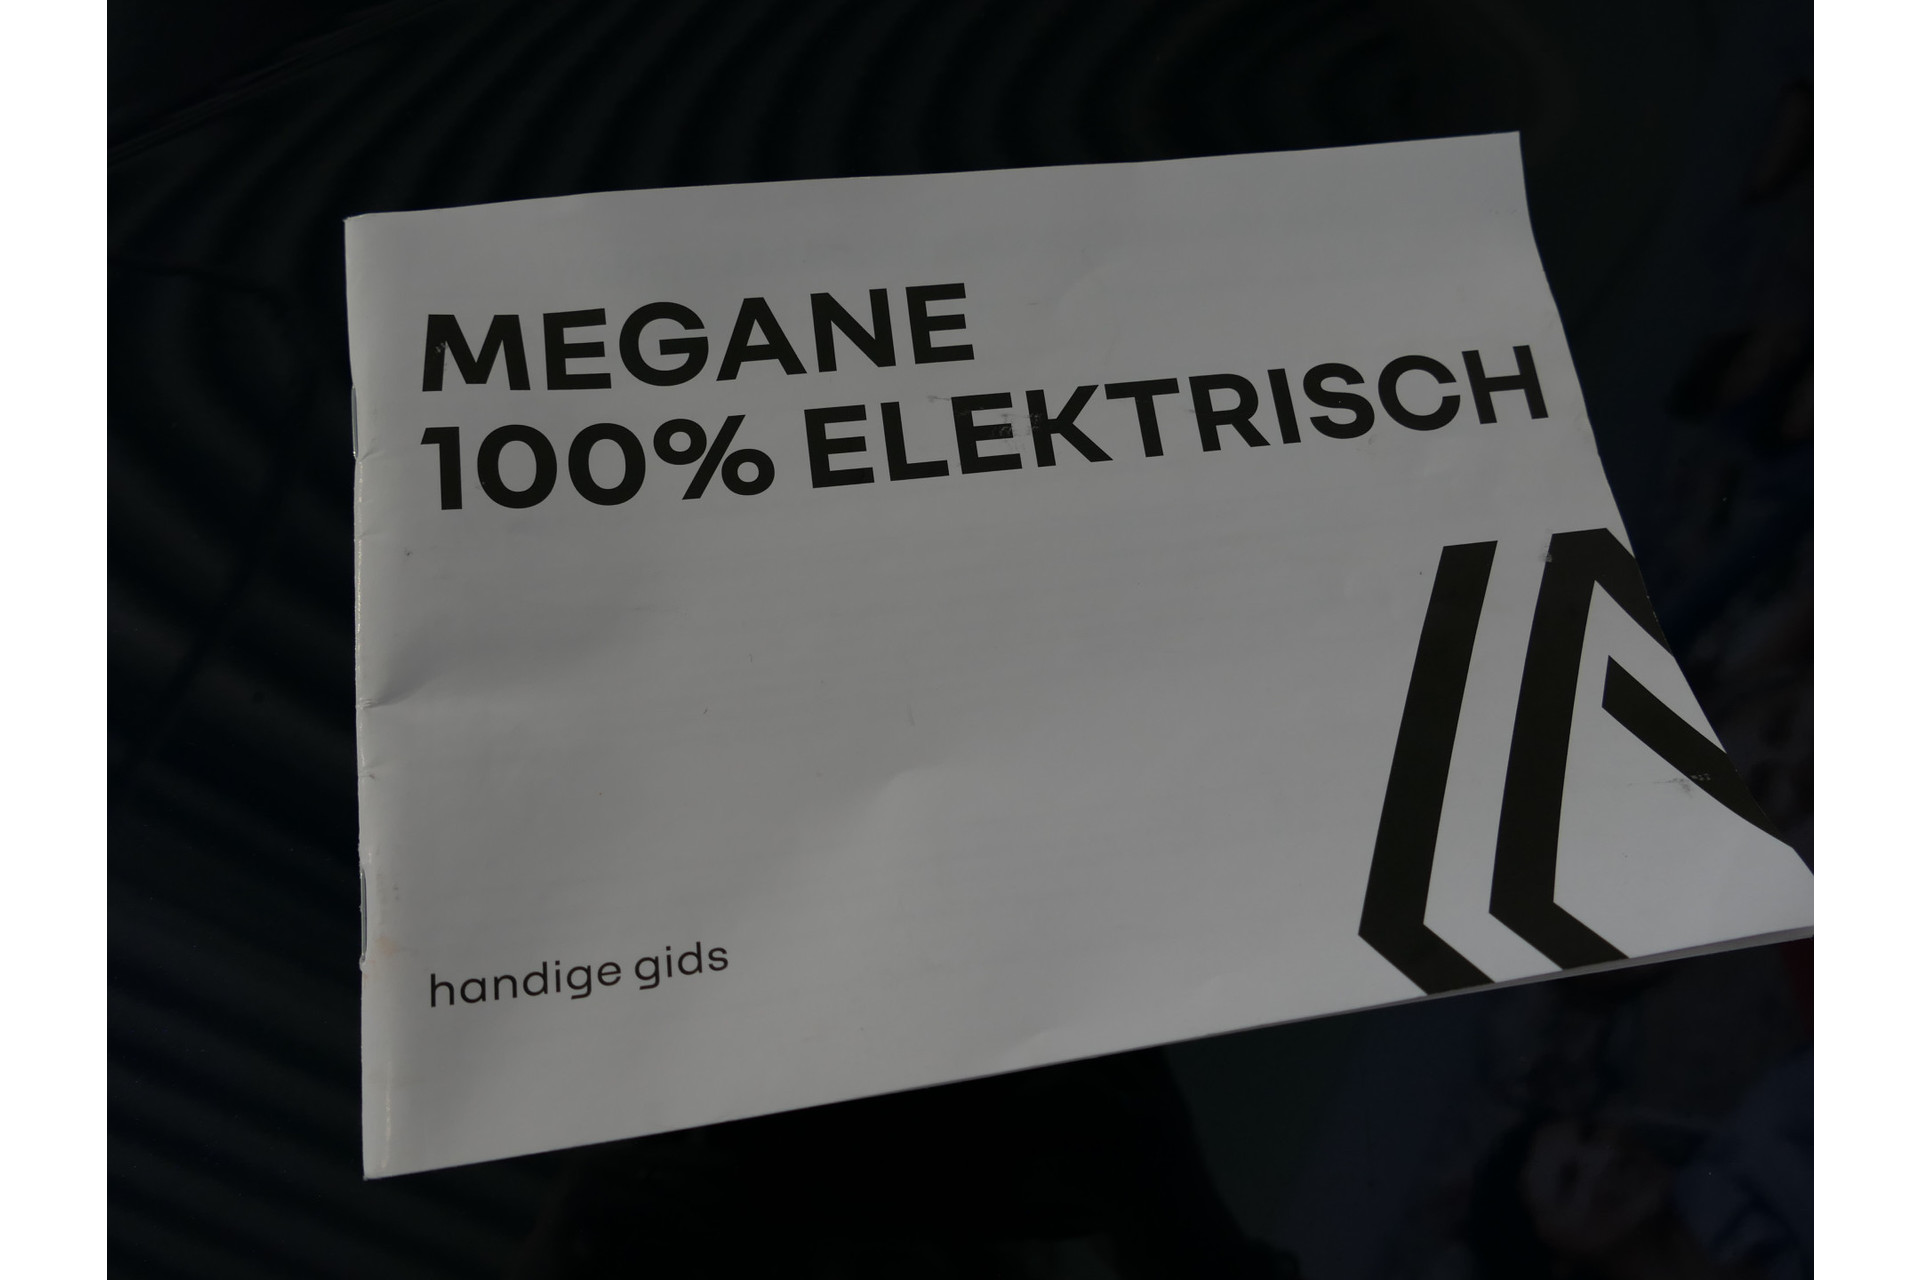 MEGANE
100% ELEKTRISCH
handige gids